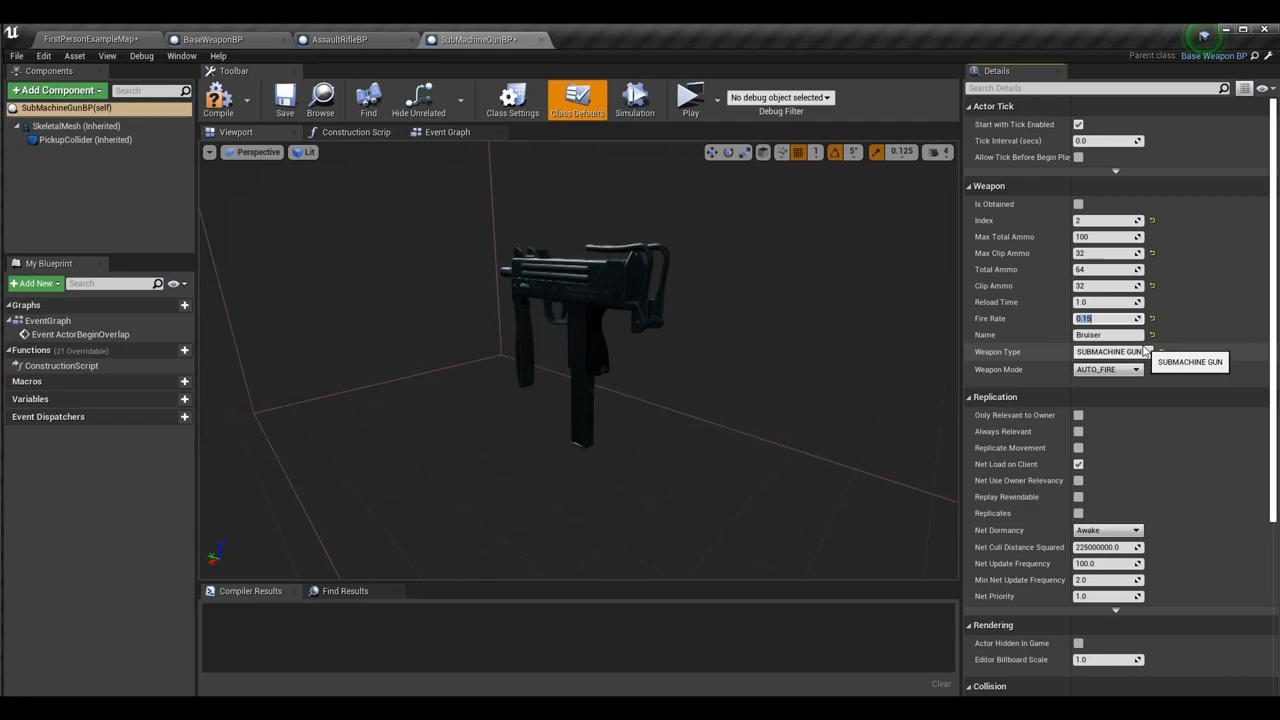 FirstPersonExampleMap*
BaseWeaponBP
AssaultRifleBP
SubMachineGunBP*
File Edit Asset View Debug Window Help
Parent class: Base Weapon BP
Components
Toolbar
Details
+ Add Component
Search
Search Details
SubMachineGunBP(self)
SkeletalMesh (Inherited)
PickupCollider (Inherited)
Compile
Save
Browse
Find
Hide Unrelated
Class Settings
Class Defaults
Simulation
Play
No debug object selected
Debug Filter
Viewport
Construction Scrip
Event Graph
Perspective
Lit
1
5°
0.125
4
My Blueprint
+ Add New
Search
Graphs
EventGraph
Event ActorBeginOverlap
Functions (21 Overridable)
ConstructionScript
Macros
Variables
Event Dispatchers
Actor Tick
Start with Tick Enabled
Tick Interval (secs) 0.0
Allow Tick Before Begin Pla
Weapon
Is Obtained
Index 2
Max Total Ammo 100
Max Clip Ammo 32
Total Ammo 64
Clip Ammo 32
Reload Time 1.0
Fire Rate 0.15
Name Bruiser
Weapon Type SUBMACHINE GUN
SUBMACHINE GUN
Weapon Mode AUTO_FIRE
Replication
Only Relevant to Owner
Always Relevant
Replicate Movement
Net Load on Client
Net Use Owner Relevancy
Replay Rewindable
Replicates
Net Dormancy Awake
Net Cull Distance Squared 225000000.0
Net Update Frequency 100.0
Min Net Update Frequency 2.0
Net Priority 1.0
Rendering
Actor Hidden In Game
Editor Billboard Scale 1.0
Collision
Compiler Results
Find Results
Clear